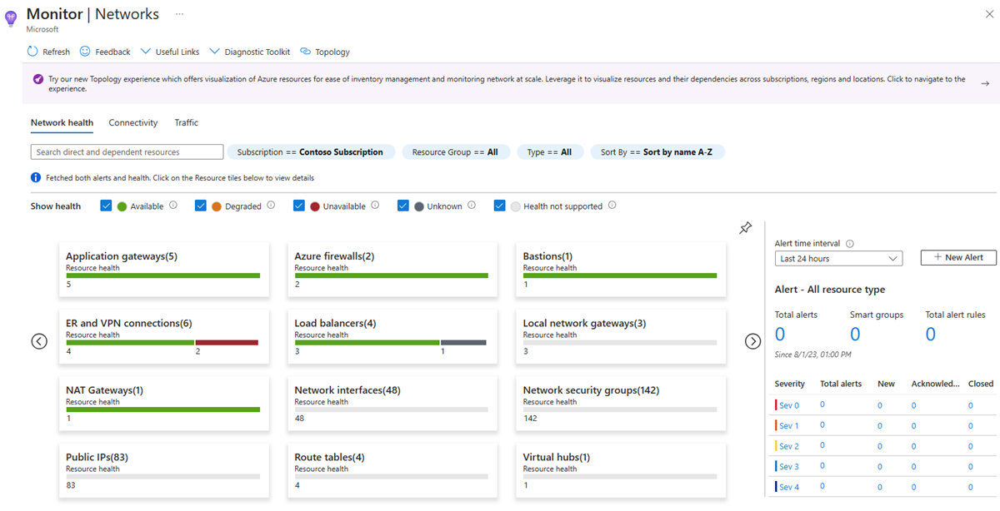 Monitor | Networks ...
Microsoft
Refresh Feedback Useful Links Diagnostic Toolkit Topology
Try our new Topology experience which offers visualization of Azure resources for ease of inventory management and monitoring network at scale. Leverage it to visualize resources and their dependencies across subscriptions, regions and locations. Click to navigate to the
experience.
Network health Connectivity Traffic
Search direct and dependent resources Subscription == Contoso Subscription Resource Group == All Type == All Sort By == Sort by name A-Z
Fetched both alerts and health. Click on the Resource tiles below to view details
Show health Available Degraded Unavailable Unknown Health not supported
Application gateways(5)
Resource health
5
Azure firewalls(2)
Resource health
2
Bastions(1)
Resource health
1
ER and VPN connections(6)
Resource health
4 2
Load balancers(4)
Resource health
3 1
Local network gateways(3)
Resource health
3
NAT Gateways(1)
Resource health
1
Network interfaces(48)
Resource health
48
Network security groups(142)
Resource health
142
Public IPs(83)
Resource health
83
Route tables(4)
Resource health
4
Virtual hubs(1)
Resource health
1
Alert time interval
Last 24 hours + New Alert
Alert - All resource type
Total alerts Smart groups Total alert rules
0 0 0
Since 8/1/23, 01:00 PM
Severity Total alerts New Acknowled... Closed
Sev 0 0 0 0 0
Sev 1 0 0 0 0
Sev 2 0 0 0 0
Sev 3 0 0 0 0
Sev 4 0 0 0 0